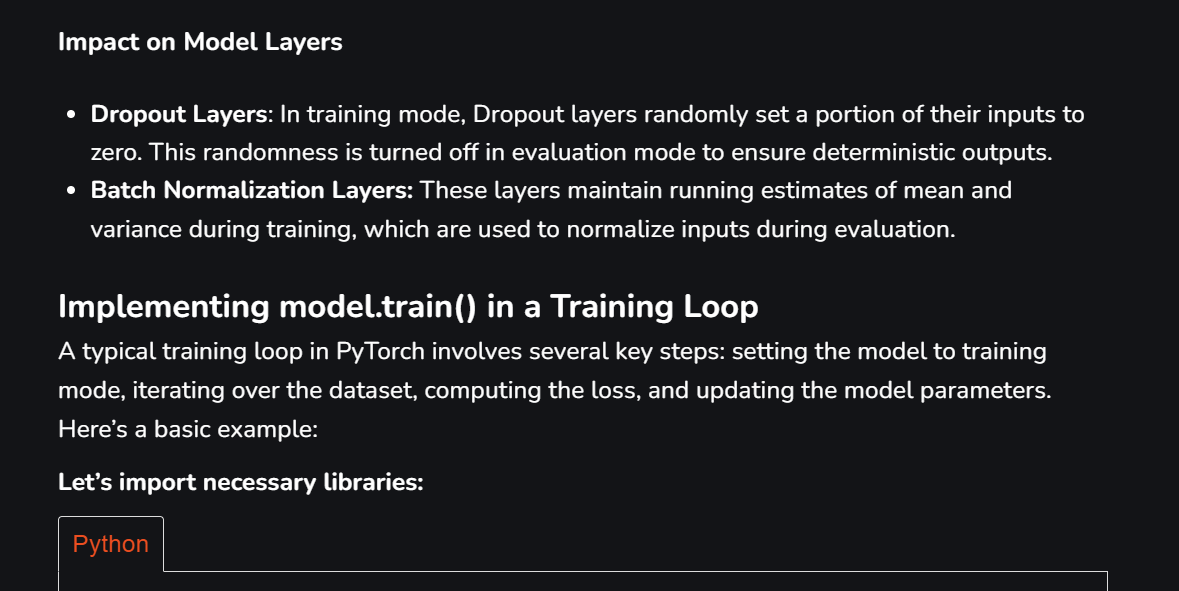 Impact on Model Layers
• Dropout Layers: In training mode, Dropout layers randomly set a portion of their inputs to
zero. This randomness is turned off in evaluation mode to ensure deterministic outputs.
• Batch Normalization Layers: These layers maintain running estimates of mean and
variance during training, which are used to normalize inputs during evaluation.
Implementing model.train() in a Training Loop
A typical training loop in PyTorch involves several key steps: setting the model to training
mode, iterating over the dataset, computing the loss, and updating the model parameters.
Here’s a basic example:
Let’s import necessary libraries:
Python